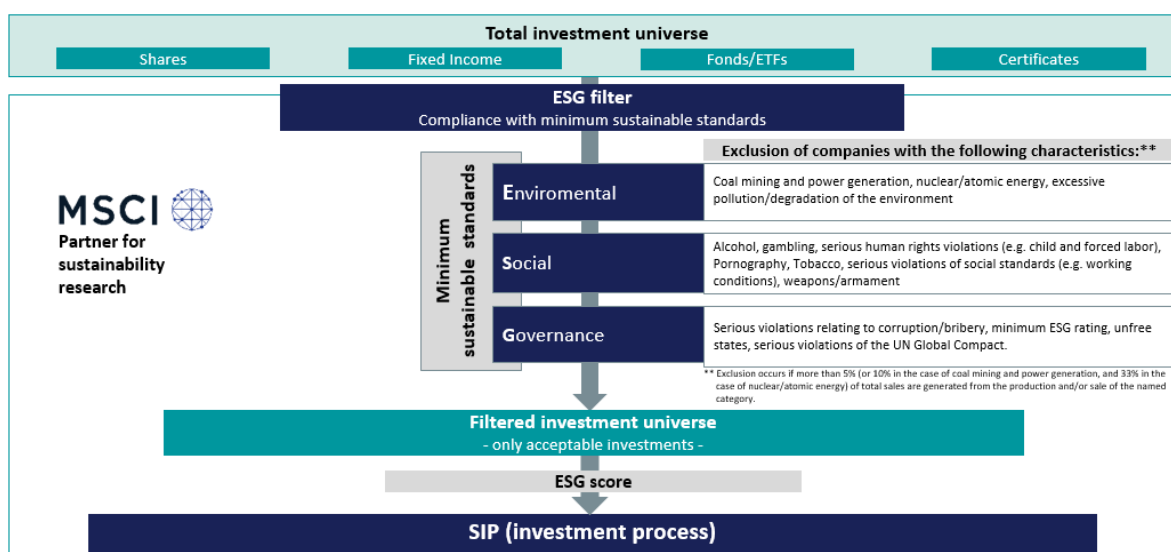 Total investment universe
Shares
Fixed Income
Fonds/ETFs
Certificates
ESG filter
Compliance with minimum sustainable standards
Exclusion of companies with the following characteristics:**
MSCI
Partner for
sustainability
research
Minimum
sustainable standards
Enviromental
Coal mining and power generation, nuclear/atomic energy, excessive
pollution/degradation of the environment
Social
Alcohol, gambling, serious human rights violations (e.g. child and forced labor),
Pornography, Tobacco, serious violations of social standards (e.g. working
conditions), weapons/armament
Governance
Serious violations relating to corruption/bribery, minimum ESG rating, unfree
states, serious violations of the UN Global Compact.
** Exclusion occurs if more than 5% (or 10% in the case of coal mining and power generation, and 33% in the
case of nuclear/atomic energy) of total sales are generated from the production and/or sale of the named
category.
Filtered investment universe
- only acceptable investments -
ESG score
SIP (investment process)